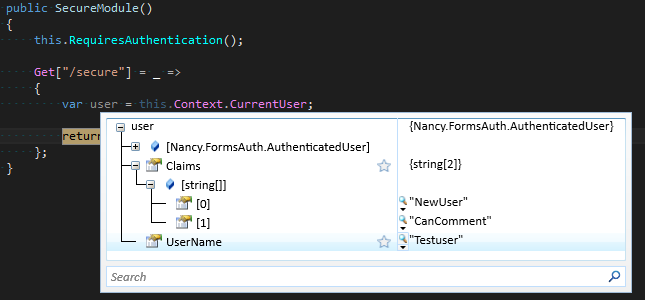 public SecureModule()
{
this.RequiresAuthentication();
Get["/secure"] = _ =>
{
var user = this.Context.CurrentUser;
return
user {Nancy.FormsAuth.AuthenticatedUser}
[Nancy.FormsAuth.AuthenticatedUser]
Claims {string[2]}
[string[]]
[0] "NewUser"
[1] "CanComment"
UserName "Testuser"
};
}
Search